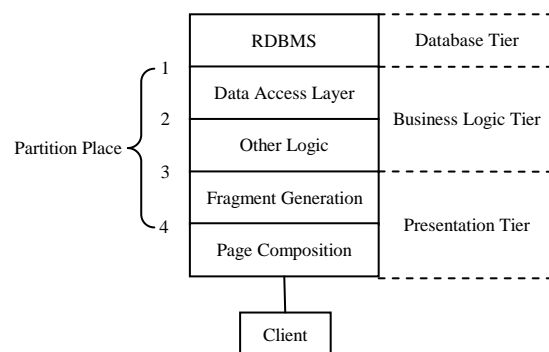 RDBMS
Database Tier
1
Data Access Layer
2
Business Logic Tier
Partition Place
Other Logic
3
Fragment Generation
4
Presentation Tier
Page Composition
Client